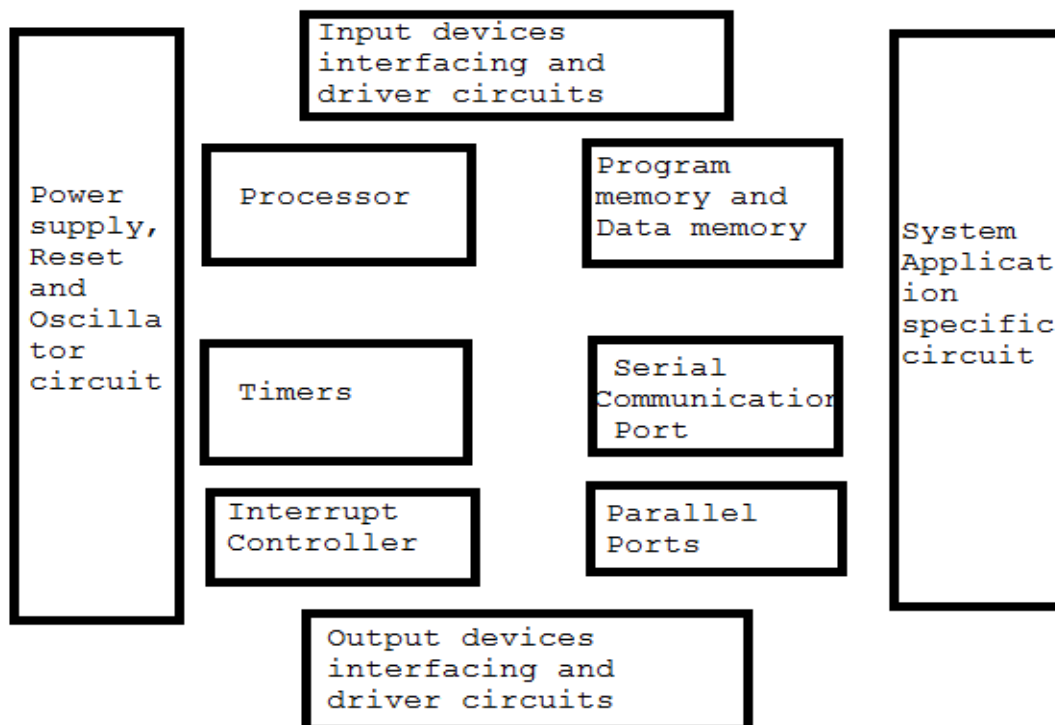 Input devices
interfacing and
driver circuits
Power
supply,
Reset
and
Oscilla
tor
circuit
Processor
Program
memory and
Data memory
System
Applicat
ion
specific
circuit
Timers
Serial
Communication
Port
Interrupt
Controller
Parallel
Ports
Output devices
interfacing and
driver circuits